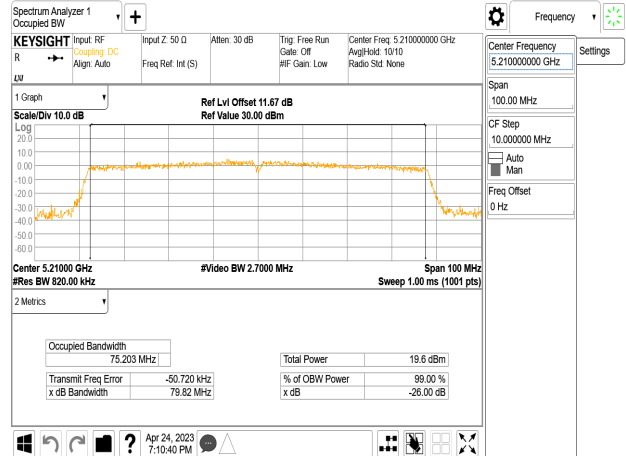 Spectrum Analyzer 1
Occupied BW
Frequency
KEYSIGHT
R
Input: RF
Coupling: DC
Align: Auto
Input Z: 50 Ω
Freq Ref: Int (S)
Atten: 30 dB
Trig: Free Run
Gate: Off
#IF Gain: Low
Center Freq: 5.210000000 GHz
Avg|Hold: 10/10
Radio Std: None
Center Frequency
5.210000000 GHz
Settings
Span
100.00 MHz
CF Step
10.000000 MHz
Auto
Man
Freq Offset
0 Hz
1 Graph
Scale/Div 10.0 dB
Ref Lvl Offset 11.67 dB
Ref Value 30.00 dBm
Log
20.0
10.0
0.00
-10.0
-20.0
-30.0
-40.0
-50.0
-60.0
Center 5.21000 GHz
#Video BW 2.7000 MHz
Span 100 MHz
#Res BW 820.00 kHz
Sweep 1.00 ms (1001 pts)
2 Metrics
Occupied Bandwidth
75.203 MHz
Total Power 19.6 dBm
Transmit Freq Error -50.720 kHz
% of OBW Power 99.00 %
x dB Bandwidth 79.82 MHz
x dB -26.00 dB
Apr 24, 2023
7:10:40 PM